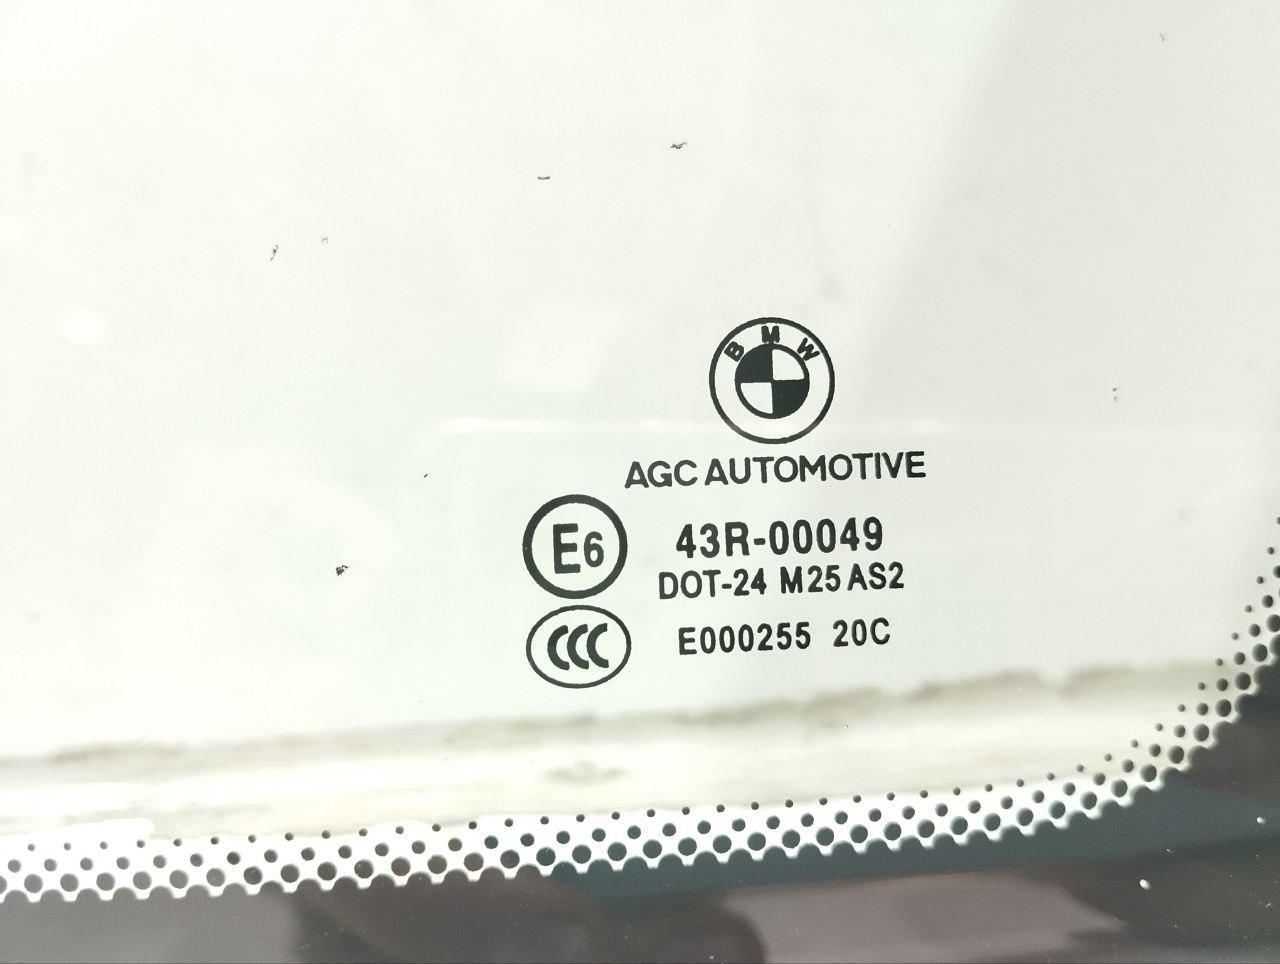 BMW
AGC AUTOMOTIVE
E6 43R-00049
DOT-24 M25 AS2
CCC E000255 20C